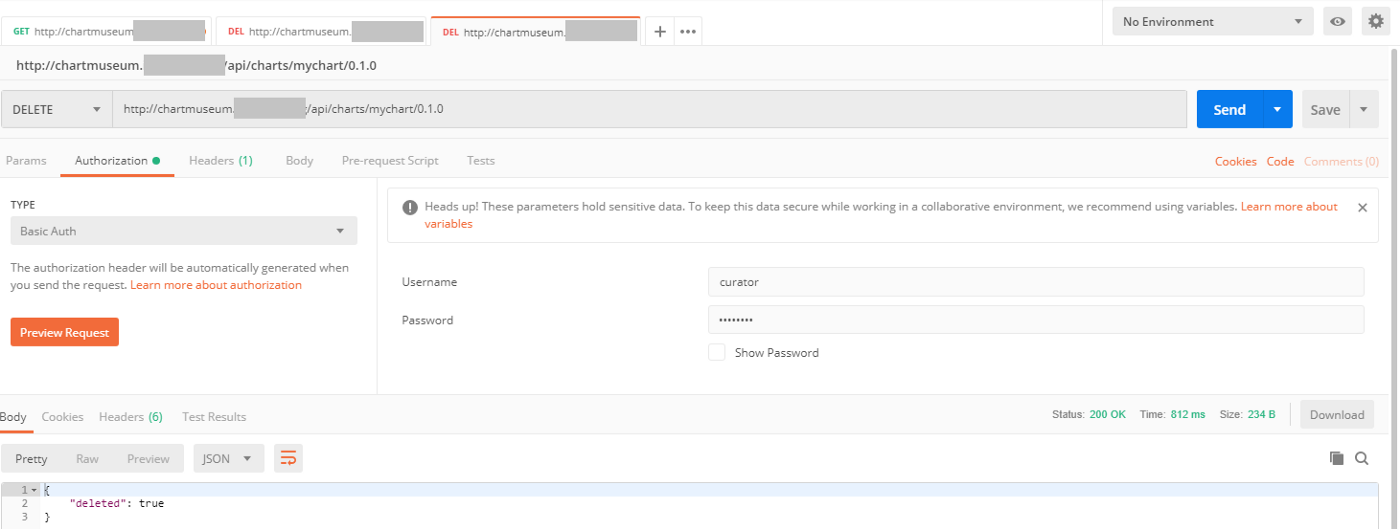 No Environment
GET http://chartmuseum
DEL http://chartmuseum.
DEL http://chartmuseum.
http://chartmuseum. /api/charts/mychart/0.1.0
DELETE http://chartmuseum. /api/charts/mychart/0.1.0 Send Save
Params Authorization Headers (1) Body Pre-request Script Tests Cookies Code Comments (0)
TYPE
Basic Auth
The authorization header will be automatically generated when
you send the request. Learn more about authorization
Preview Request
Heads up! These parameters hold sensitive data. To keep this data secure while working in a collaborative environment, we recommend using variables. Learn more about
variables
Username curator
Password ••••••••
Show Password
Body Cookies Headers (6) Test Results Status: 200 OK Time: 812 ms Size: 234 B Download
Pretty Raw Preview JSON
1 {
2 "deleted": true
3 }